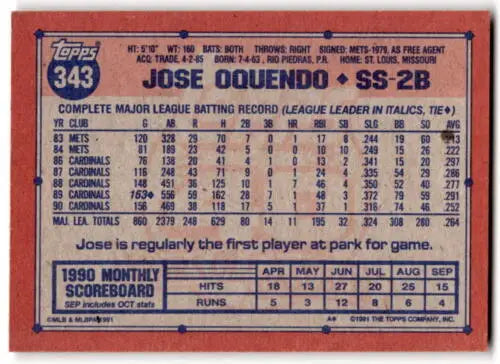 Topps
343
HT: 5'10" WT: 160 BATS: BOTH THROWS: RIGHT SIGNED: METS-1979, AS FREE AGENT
ACQ: TRADE, 4-2-85 BORN: 7-4-63, RIO PIEDRAS, P.R. HOME: ST. LOUIS, MISSOURI
JOSE OQUENDO ♦ SS-2B
COMPLETE MAJOR LEAGUE BATTING RECORD (LEAGUE LEADER IN ITALICS, TIE♦)
YR CLUB G AB R H 2B 3B HR RBI SB SLG BB SO AVG
83 METS 120 328 29 70 7 0 1 17 8 .244 19 60 .213
84 METS 81 189 23 42 5 0 0 10 10 .249 15 26 .222
86 CARDINALS 76 138 20 41 4 1 0 13 2 .341 15 20 .297
87 CARDINALS 116 248 43 71 9 0 1 24 4 .335 54 29 .286
88 CARDINALS 148 451 36 125 10 1 7 46 4 .350 52 40 .277
89 CARDINALS 163♦ 556 59 162 28 7 1 48 3 .372 79 59 .291
90 CARDINALS 156 469 38 118 17 5 1 37 1 .316 74 46 .252
MAJ. LEA. TOTALS 860 2379 248 629 80 14 11 195 32 .324 308 280 .264
Jose is regularly the first player at park for game.
1990 MONTHLY SCOREBOARD
SEP includes OCT stats
APR MAY JUN JUL AUG SEP
HITS 18 13 27 20 25 15
RUNS 5 3 12 8 6 4
©MLB & MLBPA 1991 A* ©1991 THE TOPPS COMPANY, INC.